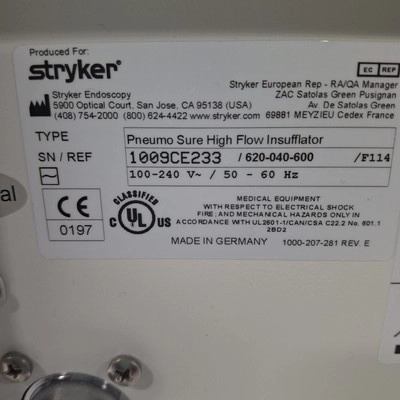 Produced For:
stryker®
EC REP
Stryker Endoscopy
5900 Optical Court, San Jose, CA 95138 (USA)
(408) 754-2000 (800) 624-4422 www.stryker.com
Stryker European Rep - RA/QA Manager
ZAC Satolas Green Pusignan
Av. De Satolas Green
69881 MEYZIEU Cedex France
TYPE Pneumo Sure High Flow Insufflator
SN / REF 1009CE233 / 620-040-600 /F114
100-240 V~ / 50 - 60 Hz
al
CE
0197
CLASSIFIED
C UL US
MEDICAL EQUIPMENT
WITH RESPECT TO ELECTRICAL SHOCK
FIRE; AND MECHANICAL HAZARDS ONLY IN
ACCORDANCE WITH UL2601-1/CAN/CSA C22.2 No. 601.1
2BD2
MADE IN GERMANY 1000-207-281 REV. E